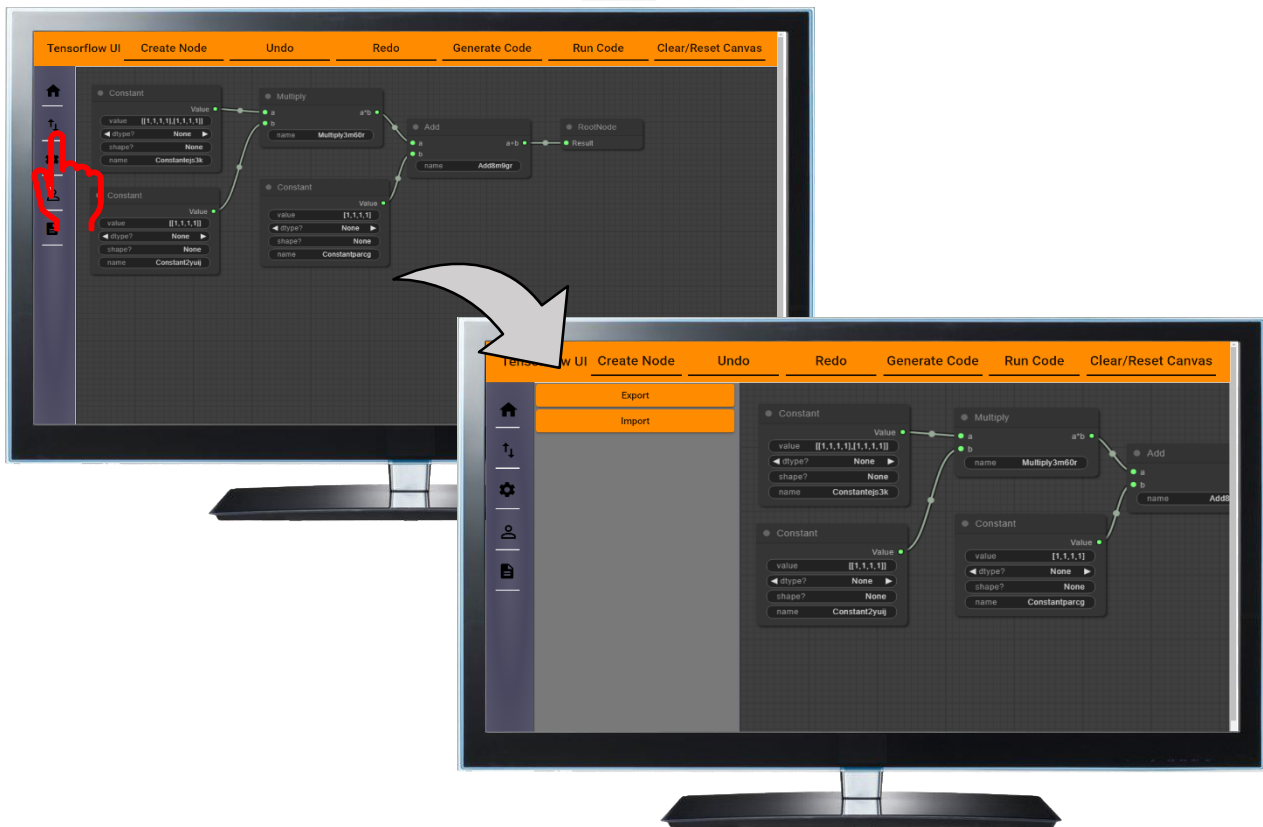 Tensorflow UI Create Node Undo Redo Generate Code Run Code Clear/Reset Canvas
Constant
Value
value [[1,1,1,1],[1,1,1,1]]
dtype? None
shape? None
name Constantejs3k
Multiply
a a*b
b
name Multiply3m60r
Add
a a+b
b
name Add8m9gr
RootNode
Result
Constant
Value
value [[1,1,1,1]]
dtype? None
shape? None
name Constant2yuij
Constant
Value
value [1,1,1,1]
dtype? None
shape? None
name Constantparcg
w UI Create Node Undo Redo Generate Code Run Code Clear/Reset Canvas
Export
Import
Constant
Value
value [[1,1,1,1],[1,1,1,1]]
dtype? None
shape? None
name Constantejs3k
Multiply
a a*b
b
name Multiply3m60r
Add
a
b
name Add8
Constant
Value
value [[1,1,1,1]]
dtype? None
shape? None
name Constant2yuij
Constant
Value
value [1,1,1,1]
dtype? None
shape? None
name Constantparcg